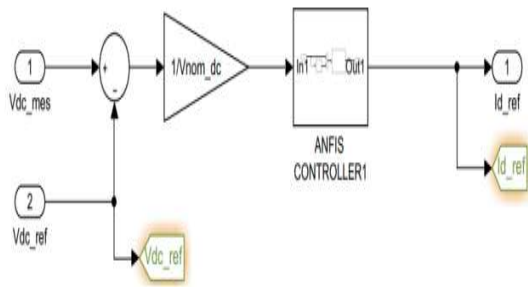 1
Vdc_mes
+
-
1/Vnom_dc
In1
Out1
ANFIS
CONTROLLER1
1
Id_ref
Id_ref
2
Vdc_ref
Vdc_ref